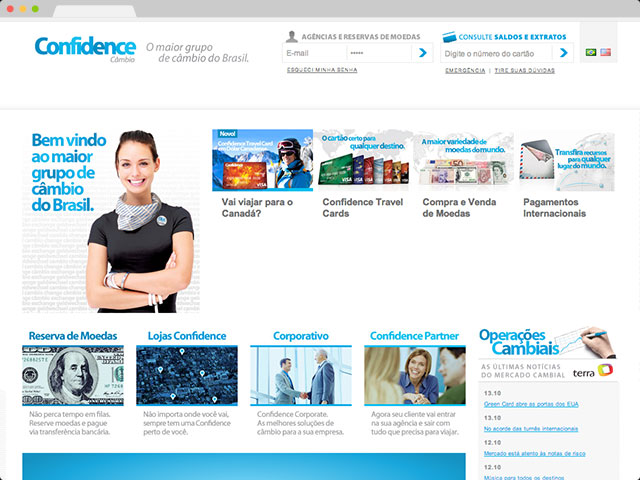 Confidence
Câmbio
O maior grupo
de câmbio do Brasil.
AGÊNCIAS E RESERVAS DE MOEDAS
E-mail
•••••
ESQUECI MINHA SENHA
CONSULTE SALDOS E EXTRATOS
Digite o número do cartão
EMERGÊNCIA | TIRE SUAS DÚVIDAS
Bem vindo
ao maior
grupo de
câmbio
do Brasil.
Novo!
Confidence Travel Card
em Dólar Canadense
VISA
Vai viajar para o
Canadá?
O cartão certo para
qualquer destino.
VISA
Confidence Travel
Cards
A maior variedade de
moedas do mundo.
Compra e Venda
de Moedas
Transfira recursos
para qualquer
lugar do mundo.
Pagamentos
Internacionais
Reserva de Moedas
Não perca tempo em filas.
Reserve moedas e pague
via transferência bancária.
Lojas Confidence
Não importa onde você vai,
sempre tem uma Confidence
perto de você.
Corporativo
Confidence Corporate.
As melhores soluções de
câmbio a para sua empresa.
Confidence Partner
Agora seu cliente vai entrar
na sua agência e sair com
tudo que precisa para viajar.
Operações
Cambiais
AS ÚLTIMAS NOTÍCIAS
DO MERCADO CAMBIAL
terra
13.10
Green Card abre as portas dos EUA
13.10
No acorde das turnês internacionais
12.10
Mercado está atento às notas de risco
12.10
Música para todos os destinos